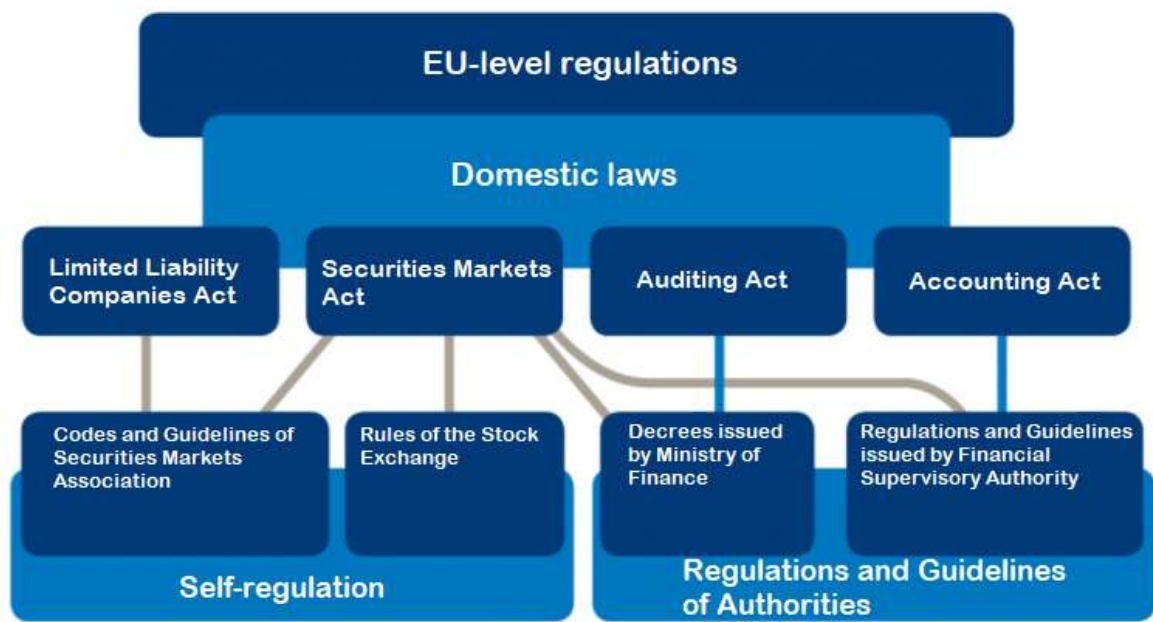 EU-level regulations
Domestic laws
Limited Liability
Companies Act
Securities Markets
Act
Auditing Act
Accounting Act
Codes and Guidelines of
Securities Markets
Association
Rules of the Stock
Exchange
Decrees issued
by Ministry of
Finance
Regulations and Guidelines
issued by Financial
Supervisory Authority
Self-regulation
Regulations and Guidelines
of Authorities